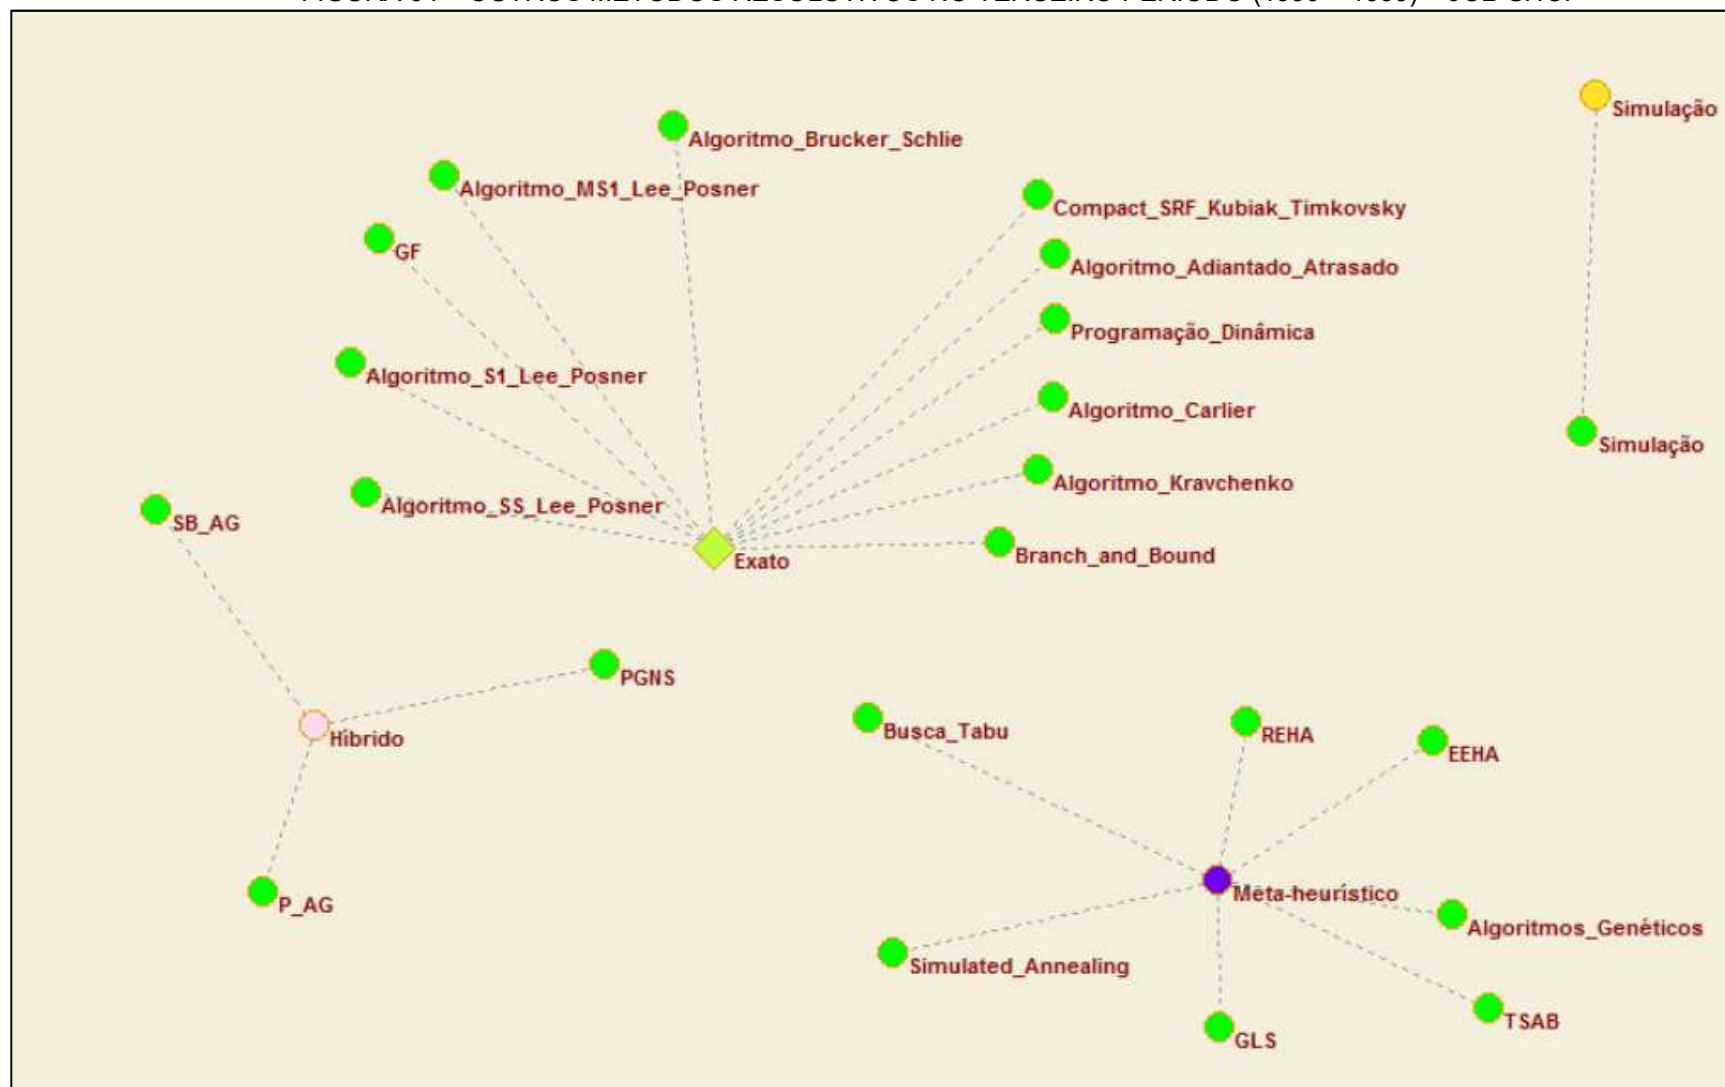 Simulação
Algoritmo_Brucker_Schlie
Algoritmo_MS1_Lee_Posner
Compact_SRF_Kubiak_Timkovsky
GF
Algoritmo_Adiantado_Atrasado
Programação_Dinâmica
Algoritmo_S1_Lee_Posner
Algoritmo_Carlier
Simulação
Algoritmo_Kravchenko
Algoritmo_SS_Lee_Posner
SB_AG
Branch_and_Bound
Exato
PGNS
Busca_Tabu
REHA
Híbrido
EEHA
Meta-heurístico
P_AG
Algoritmos_Genéticos
Simulated_Annealing
TSAB
GLS